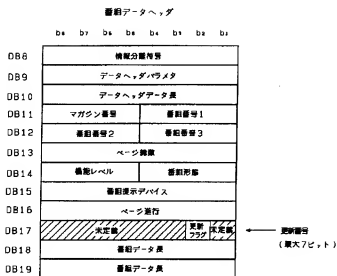 番組データヘッダ
b8 b7 b6 b5 b4 b3 b2 b1
DB8 情報分離符号
DB9 データヘッダパラメタ
DB10 データヘッダデータ長
DB11 マガジン番号 番組番号1
DB12 番組番号2 番組番号3
DB13 ページ総数
DB14 機能レベル 番組形態
DB15 番組提示デバイス
DB16 ページ進行
DB17 未定義 更新フラグ 未定義 更新番号
(最大7ビット)
DB18 番組データ長
DB19 番組データ長